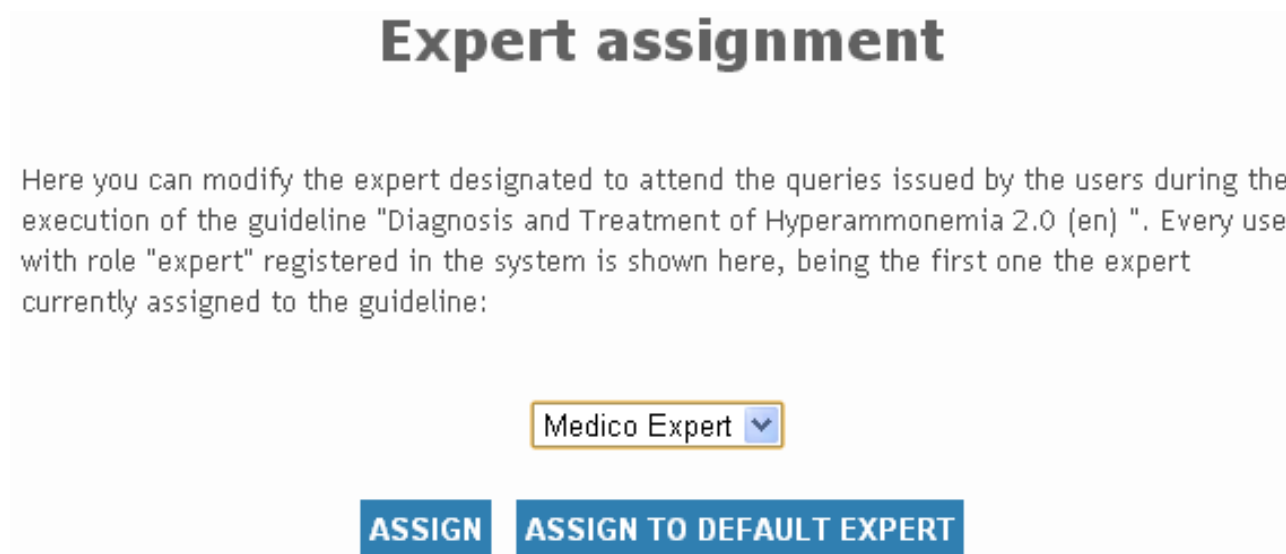 Expert assignment
Here you can modify the expert designated to attend the queries issued by the users during the
execution of the guideline "Diagnosis and Treatment of Hyperammonemia 2.0 (en) ". Every use
with role "expert" registered in the system is shown here, being the first one the expert
currently assigned to the guideline:
Medico Expert
ASSIGN ASSIGN TO DEFAULT EXPERT